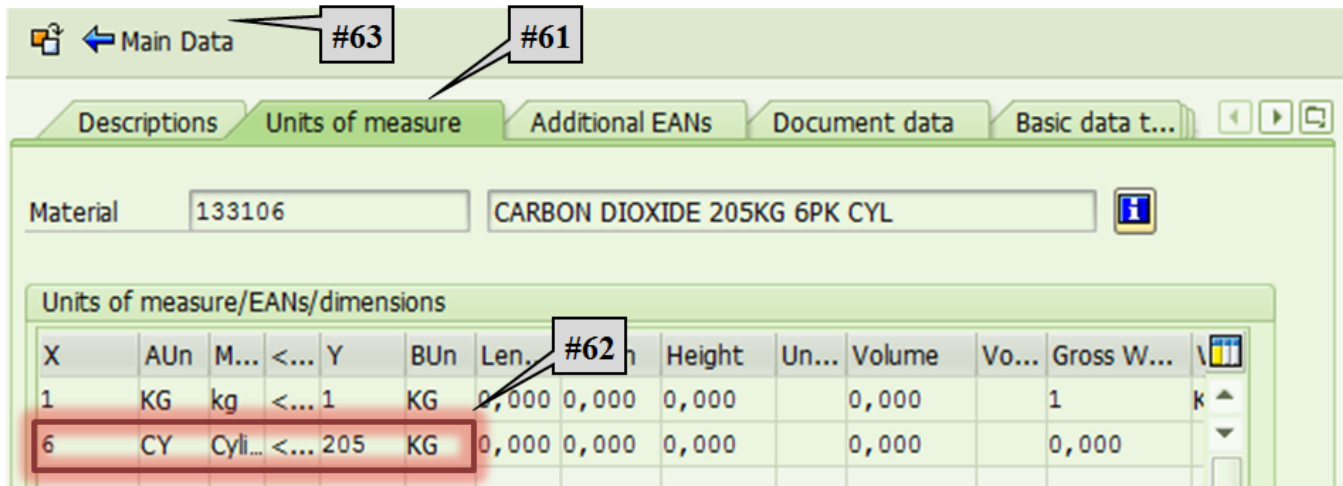 Main Data #63 #61
Descriptions Units of measure Additional EANs Document data Basic data t...
Material 133106 CARBON DIOXIDE 205KG 6PK CYL
Units of measure/EANs/dimensions
#62
X AUn M... <... Y BUn Len... Height Un... Volume Vo... Gross W...
1 KG kg <... 1 KG 0,000 0,000 0,000 0,000 1 K
6 CY Cyli... <... 205 KG 0,000 0,000 0,000 0,000 0,000